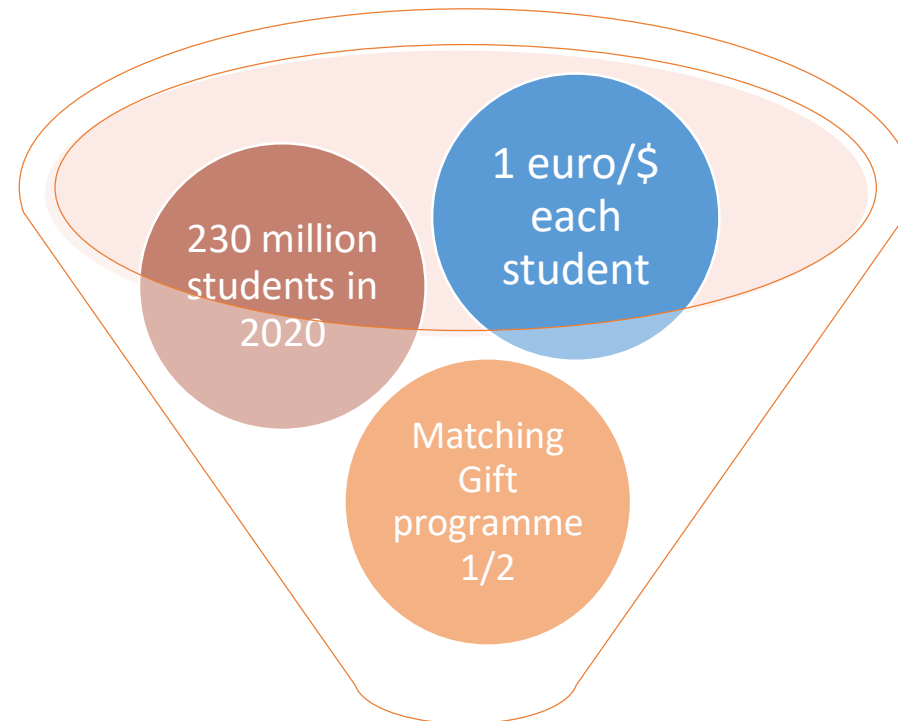 230 million
students in
2020
1 euro/$
each
student
Matching
Gift
programme
1/2